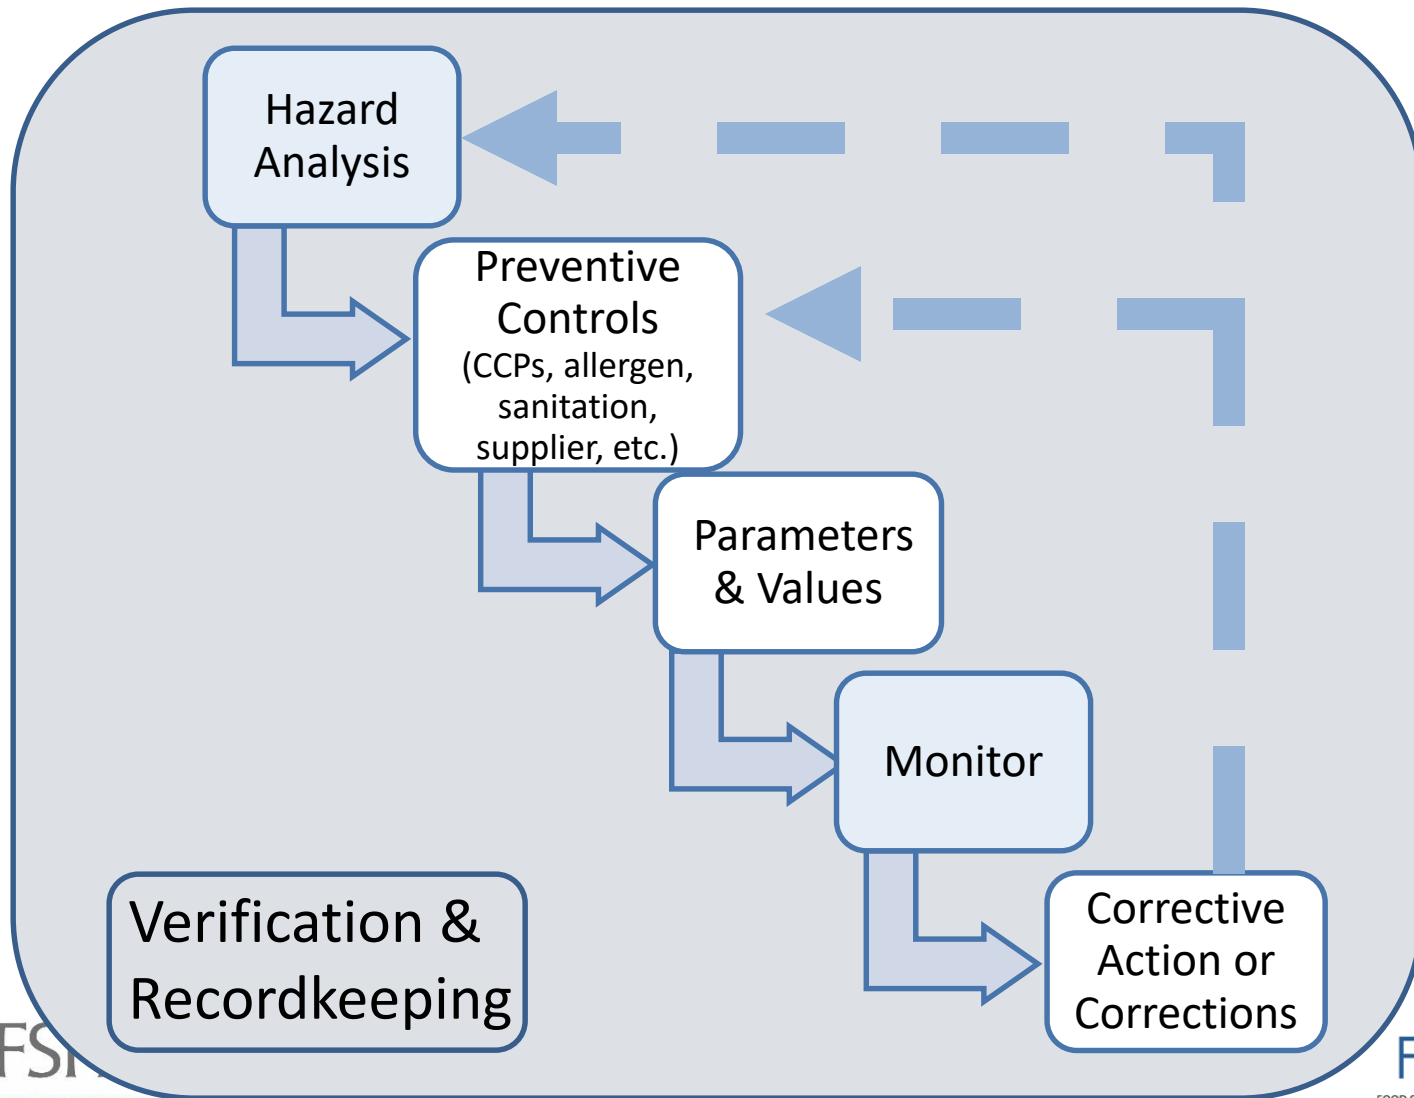 Hazard
Analysis
Preventive
Controls
(CCPs, allergen,
sanitation,
supplier, etc.)
Parameters
& Values
Monitor
Corrective
Action or
Corrections
Verification &
Recordkeeping